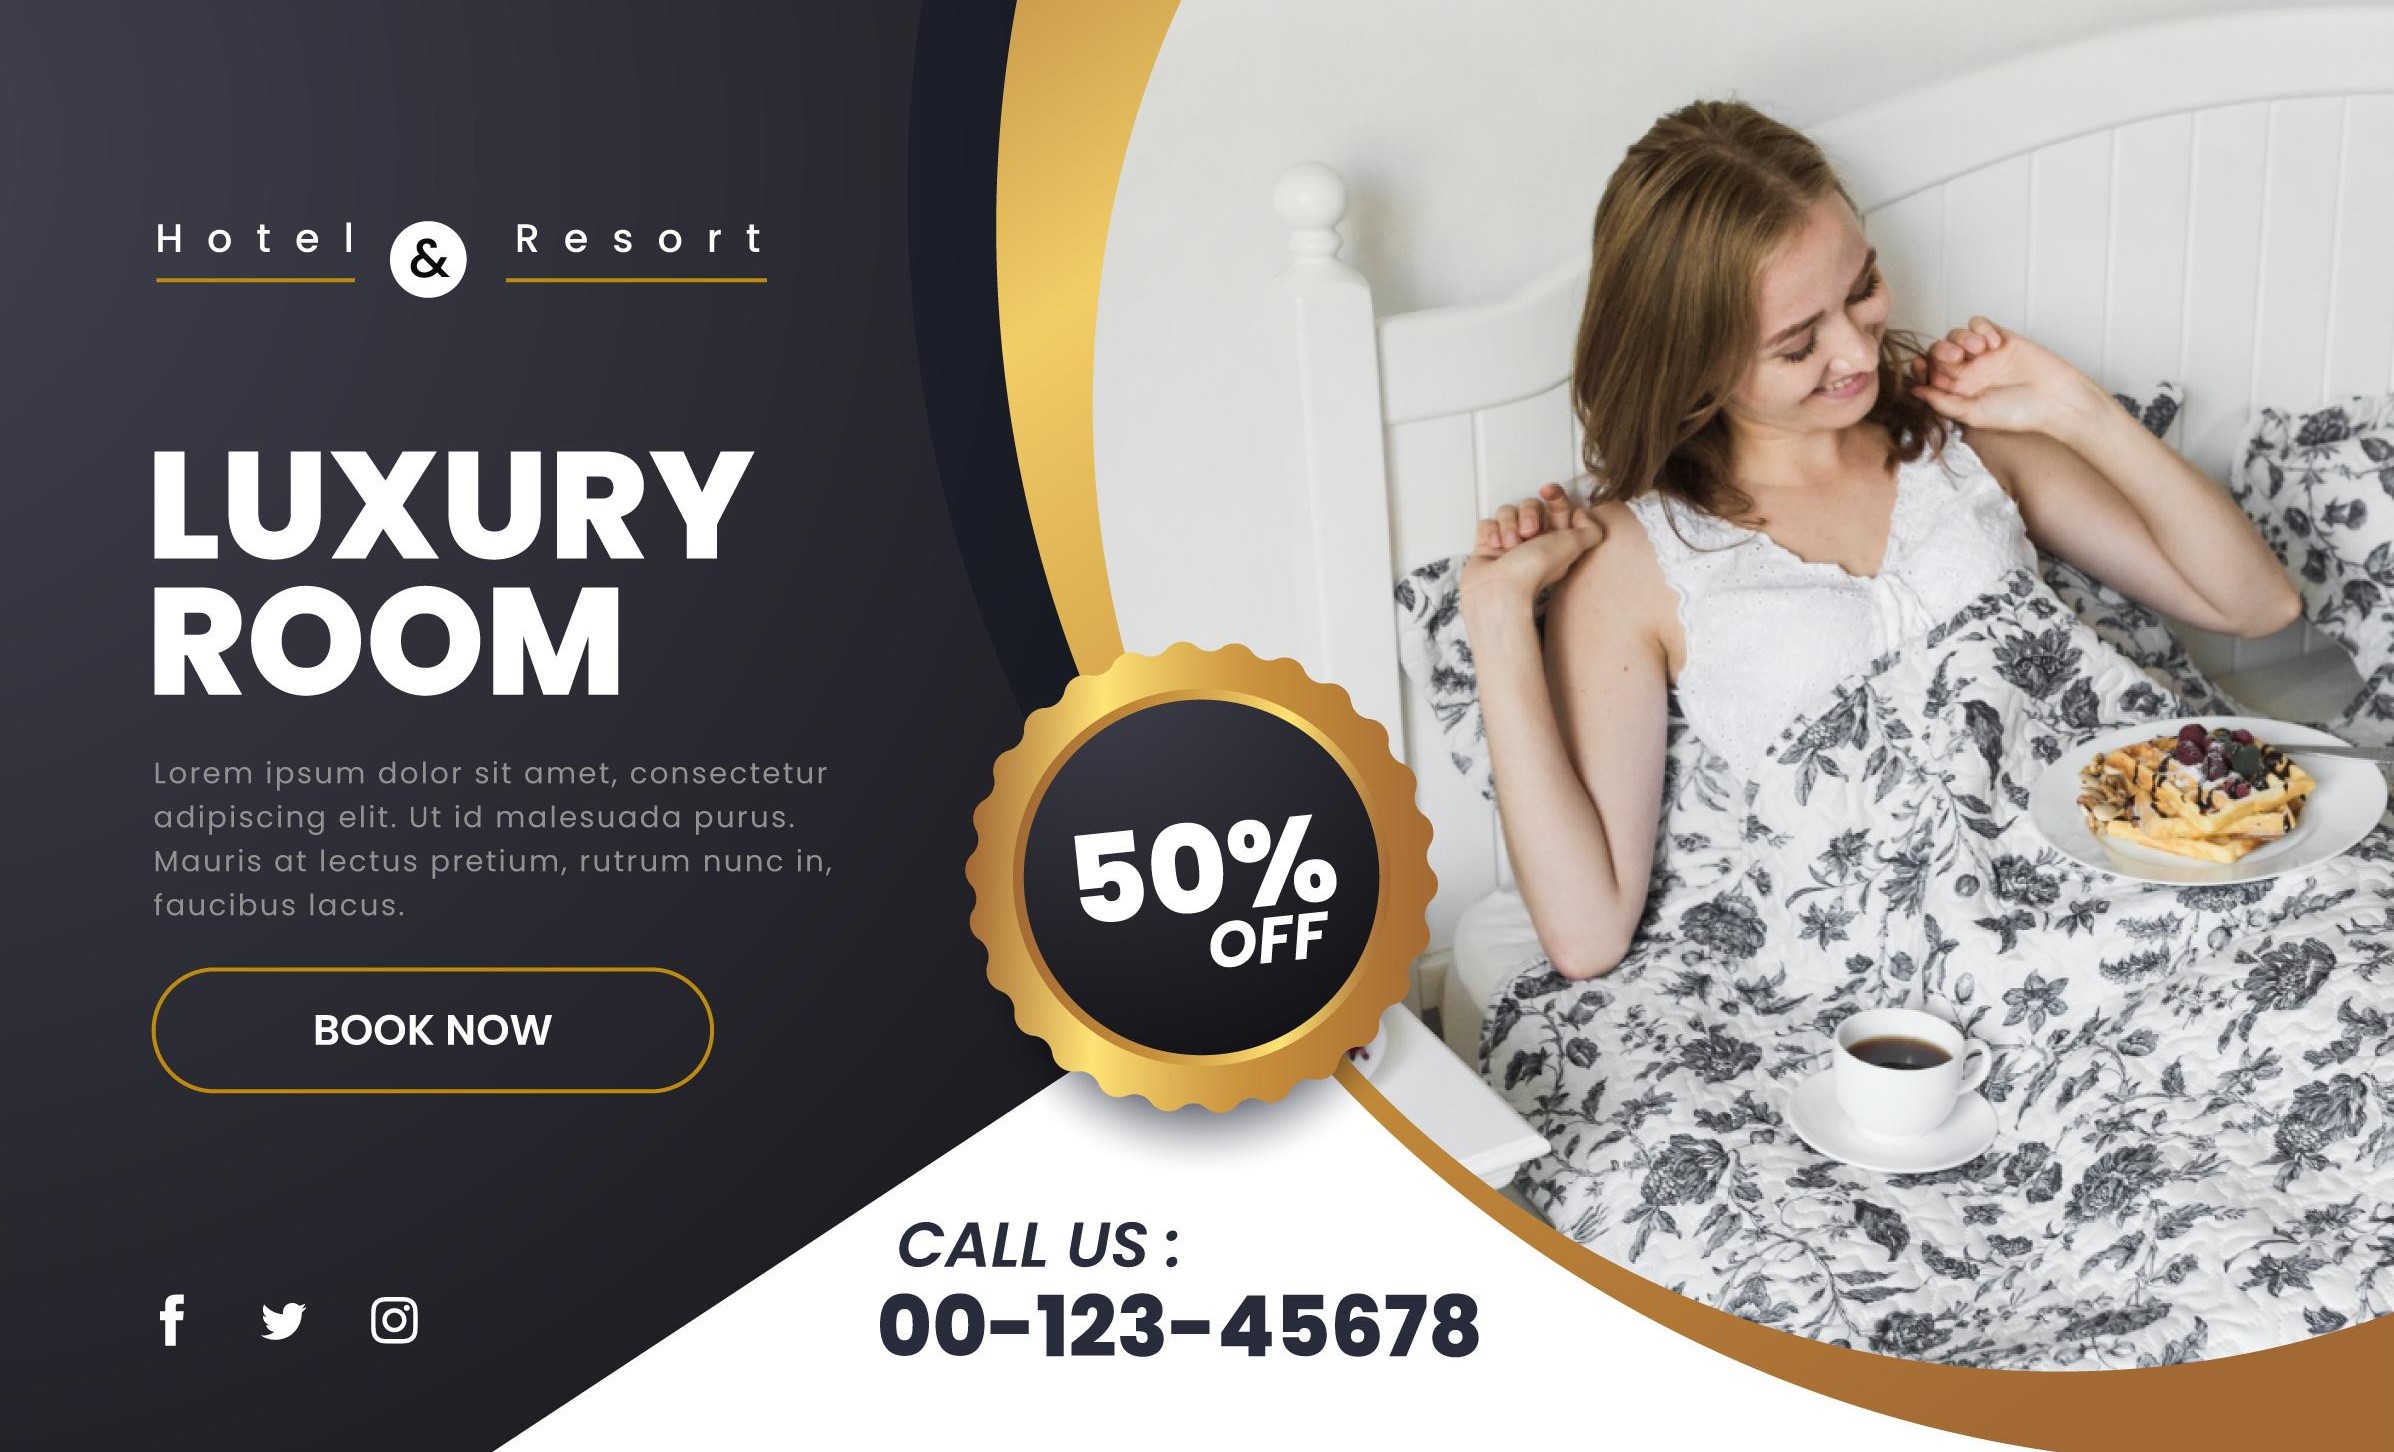 Hotel & Resort
LUXURY
ROOM
Lorem ipsum dolor sit amet, consectetur
adipiscing elit. Ut id malesuada purus.
Mauris at lectus pretium, rutrum nunc in,
faucibus lacus.
BOOK NOW
50%
OFF
CALL US :
00-123-45678